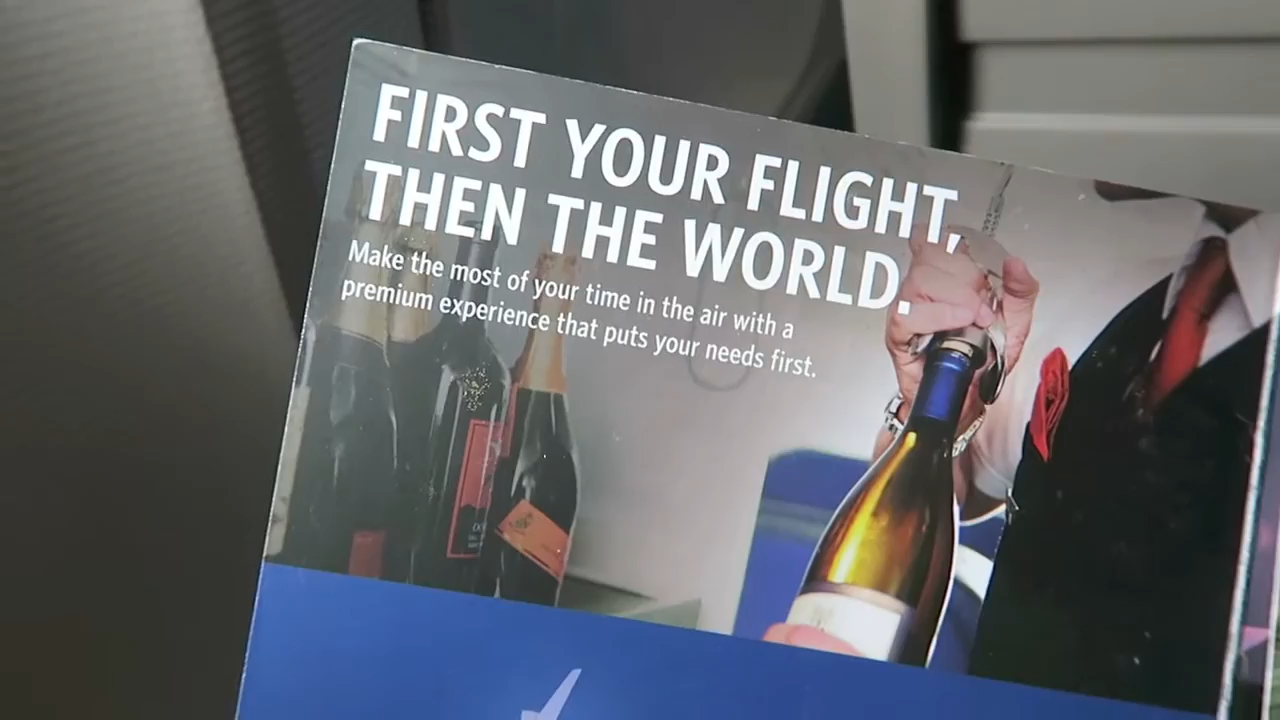 FIRST YOUR FLIGHT,
THEN THE WORLD.
Make the most of your time in the air with a
premium experience that puts your needs first.